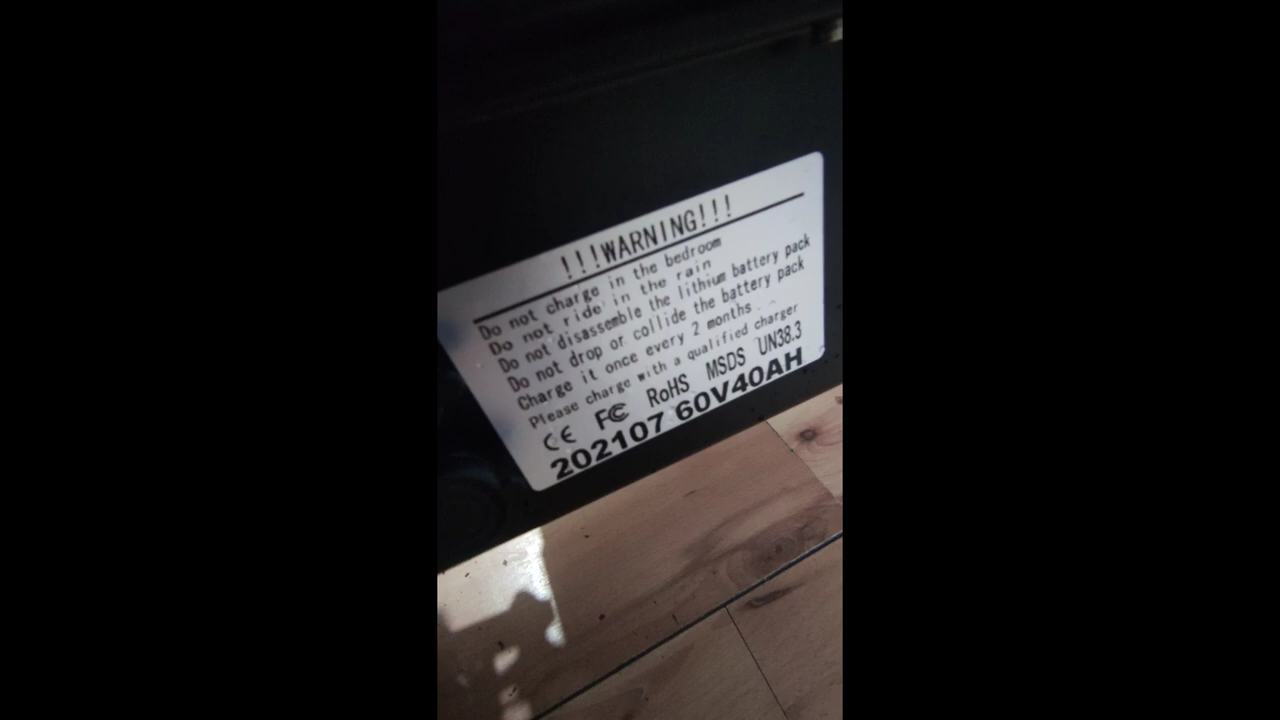 !!!WARNING!!!
Do not charge in the bedroom
Do not ride in the rain
Do not disassemble the lithium battery pack
Do not drop or collide the battery pack
Charge it once every 2 months
Please charge with a qualified charger
CE FC RoHS MSDS UN38.3
202107 60V40AH